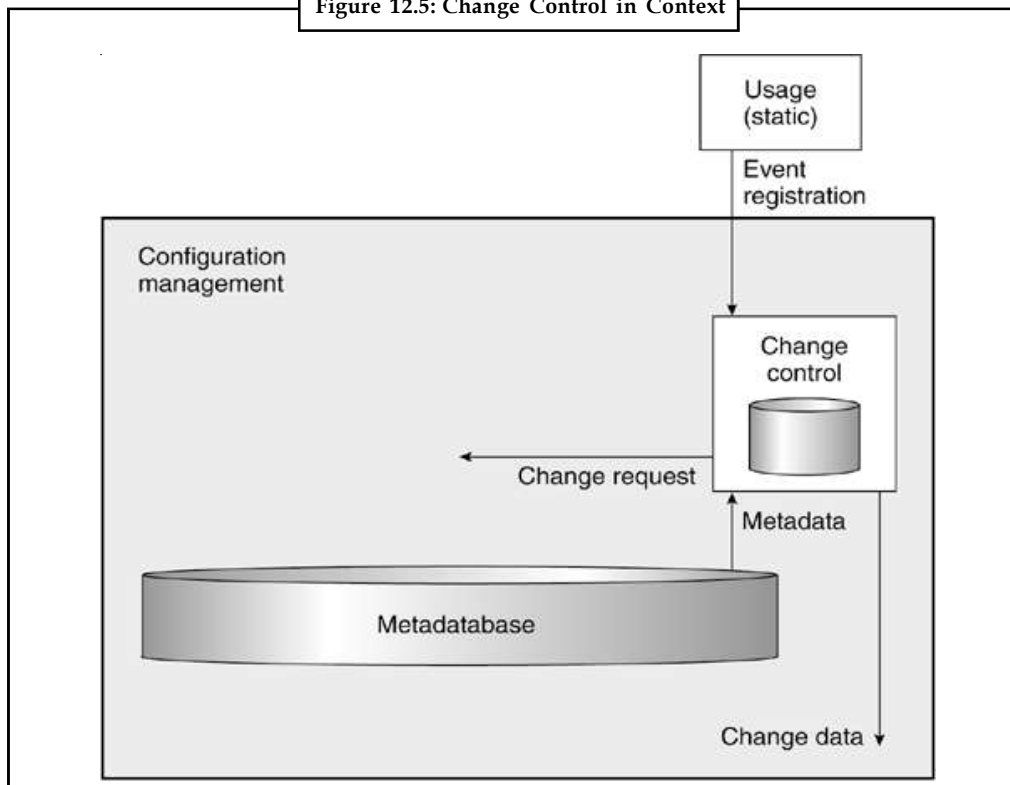 Figure 12.5: Change Control in Context
Usage
(static)
Event
registration
Configuration
management
Change
control
Change request
Metadata
Metadatabase
Change data